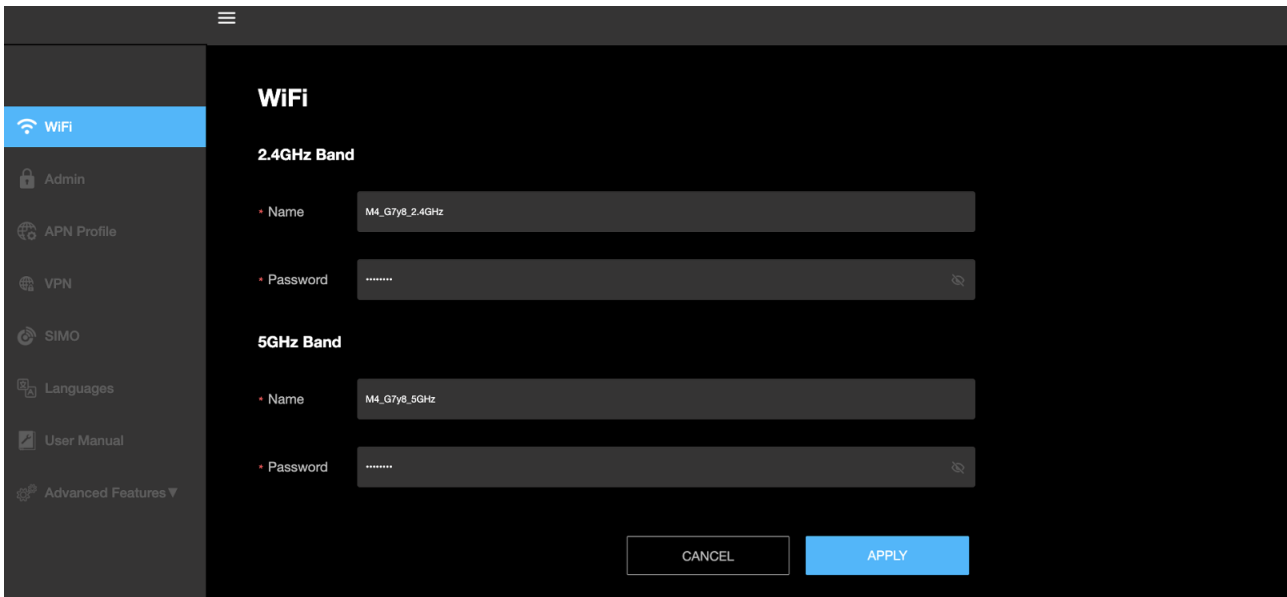 WiFi
Admin
APN Profile
VPN
SIMO
Languages
User Manual
Advanced Features▼
WiFi
2.4GHz Band
* Name M4_G7y8_2.4GHz
* Password ••••••••
5GHz Band
* Name M4_G7y8_5GHz
* Password ••••••••
CANCEL APPLY